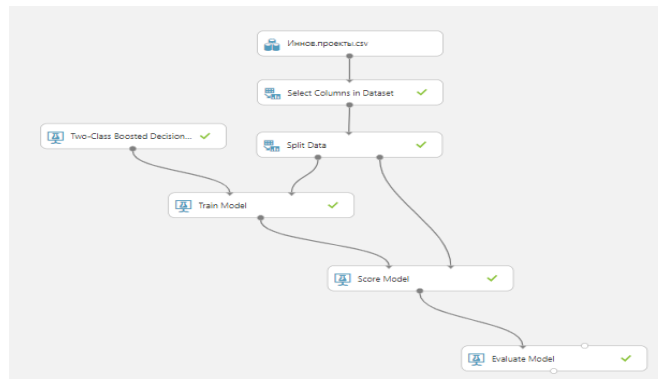 Иннов.проекты.csv
Select Columns in Dataset
Two-Class Boosted Decision...
Split Data
Train Model
Score Model
Evaluate Model